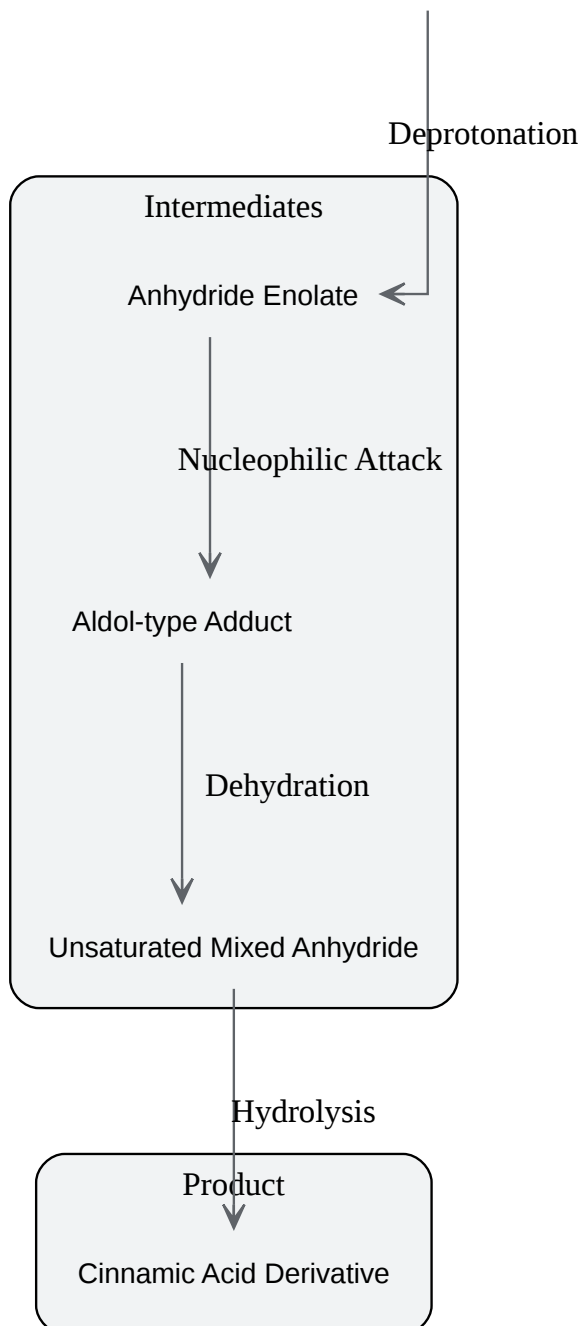 Deprotonation
Intermediates
Anhydride Enolate
Nucleophilic Attack
Aldol-type Adduct
Dehydration
Unsaturated Mixed Anhydride
Hydrolysis
Product
Cinnamic Acid Derivative